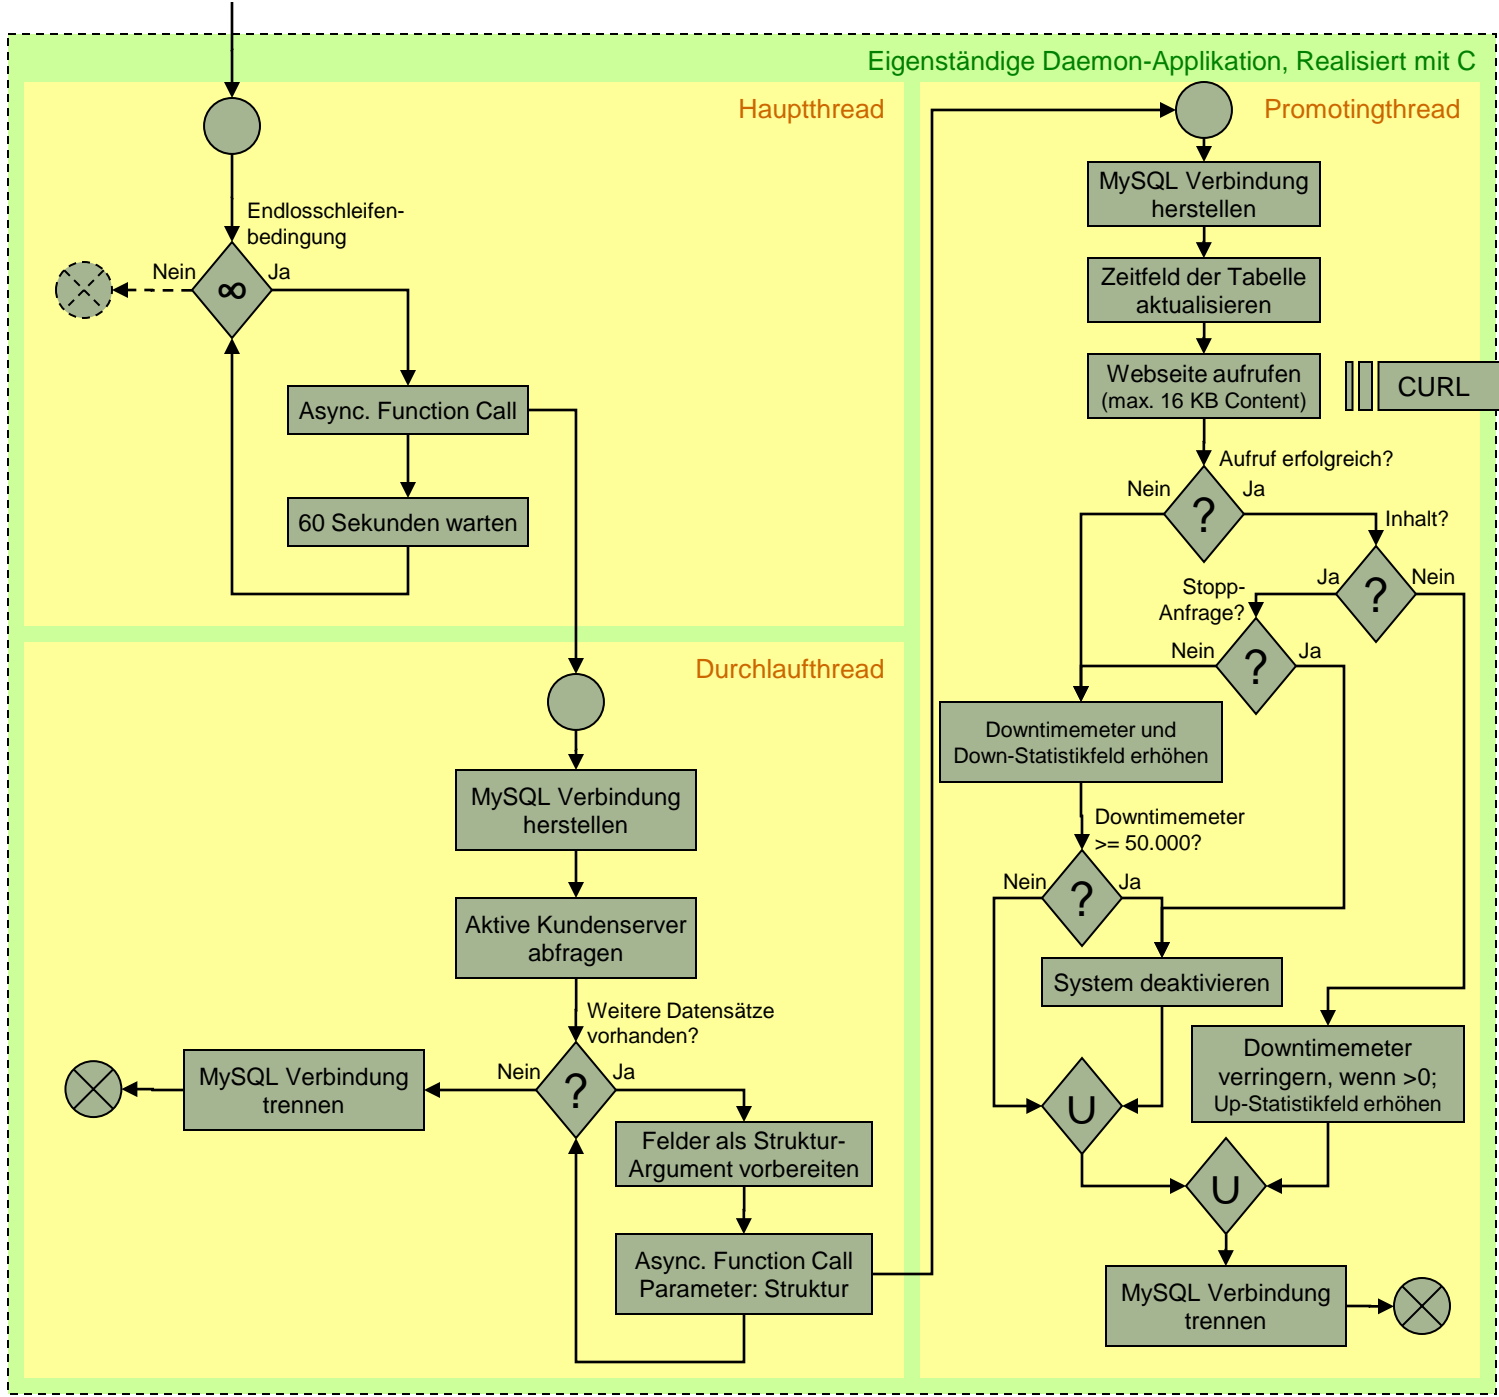 Eigenständige Daemon-Applikation, Realisiert mit C
Hauptthread
Endlosschleifen-
bedingung
Nein
Ja
∞
Async. Function Call
60 Sekunden warten
Durchlaufthread
MySQL Verbindung
herstellen
Aktive Kundenserver
abfragen
Weitere Datensätze
vorhanden?
Nein
Ja
?
MySQL Verbindung
trennen
Felder als Struktur-
Argument vorbereiten
Async. Function Call
Parameter: Struktur
Promotingthread
MySQL Verbindung
herstellen
Zeitfeld der Tabelle
aktualisieren
Webseite aufrufen
(max. 16 KB Content)
CURL
Aufruf erfolgreich?
Nein
Ja
?
Inhalt?
Ja
Nein
?
Stopp-
Anfrage?
Nein
Ja
?
Downtimemeter und
Down-Statistikfeld erhöhen
Downtimemeter
>= 50.000?
Nein
Ja
?
System deaktivieren
Downtimemeter
verringern, wenn >0;
Up-Statistikfeld erhöhen
U
U
MySQL Verbindung
trennen